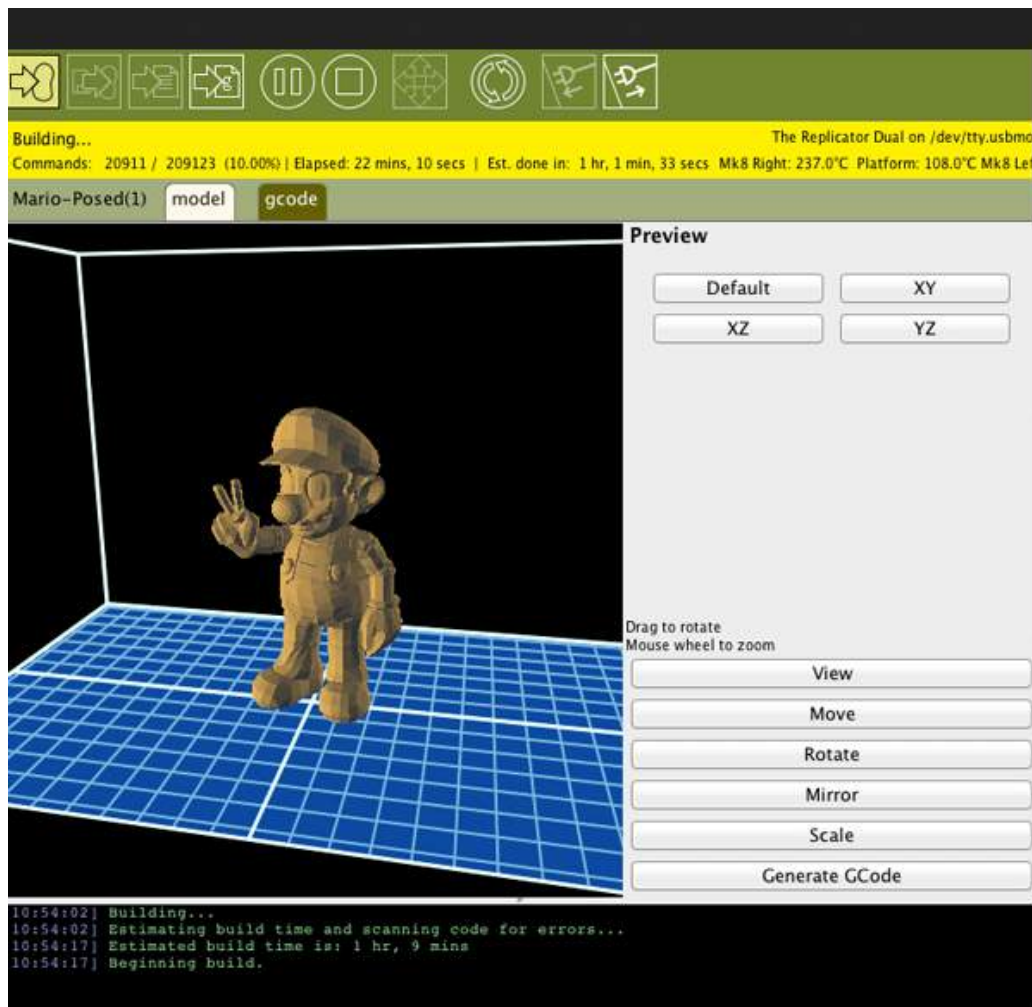 Building...
The Replicator Dual on /dev/tty.usbmo
Commands: 20911 / 209123 (10.00%) | Elapsed: 22 mins, 10 secs | Est. done in: 1 hr, 1 min, 33 secs Mk8 Right: 237.0°C Platform: 108.0°C Mk8 Lef
Mario-Posed(1) model gcode
Preview
Default XY
XZ YZ
Drag to rotate
Mouse wheel to zoom
View
Move
Rotate
Mirror
Scale
Generate GCode
10:54:02] Building...
10:54:02] Estimating build time and scanning code for errors...
10:54:17] Estimated build time is: 1 hr, 9 mins
10:54:17] Beginning build.